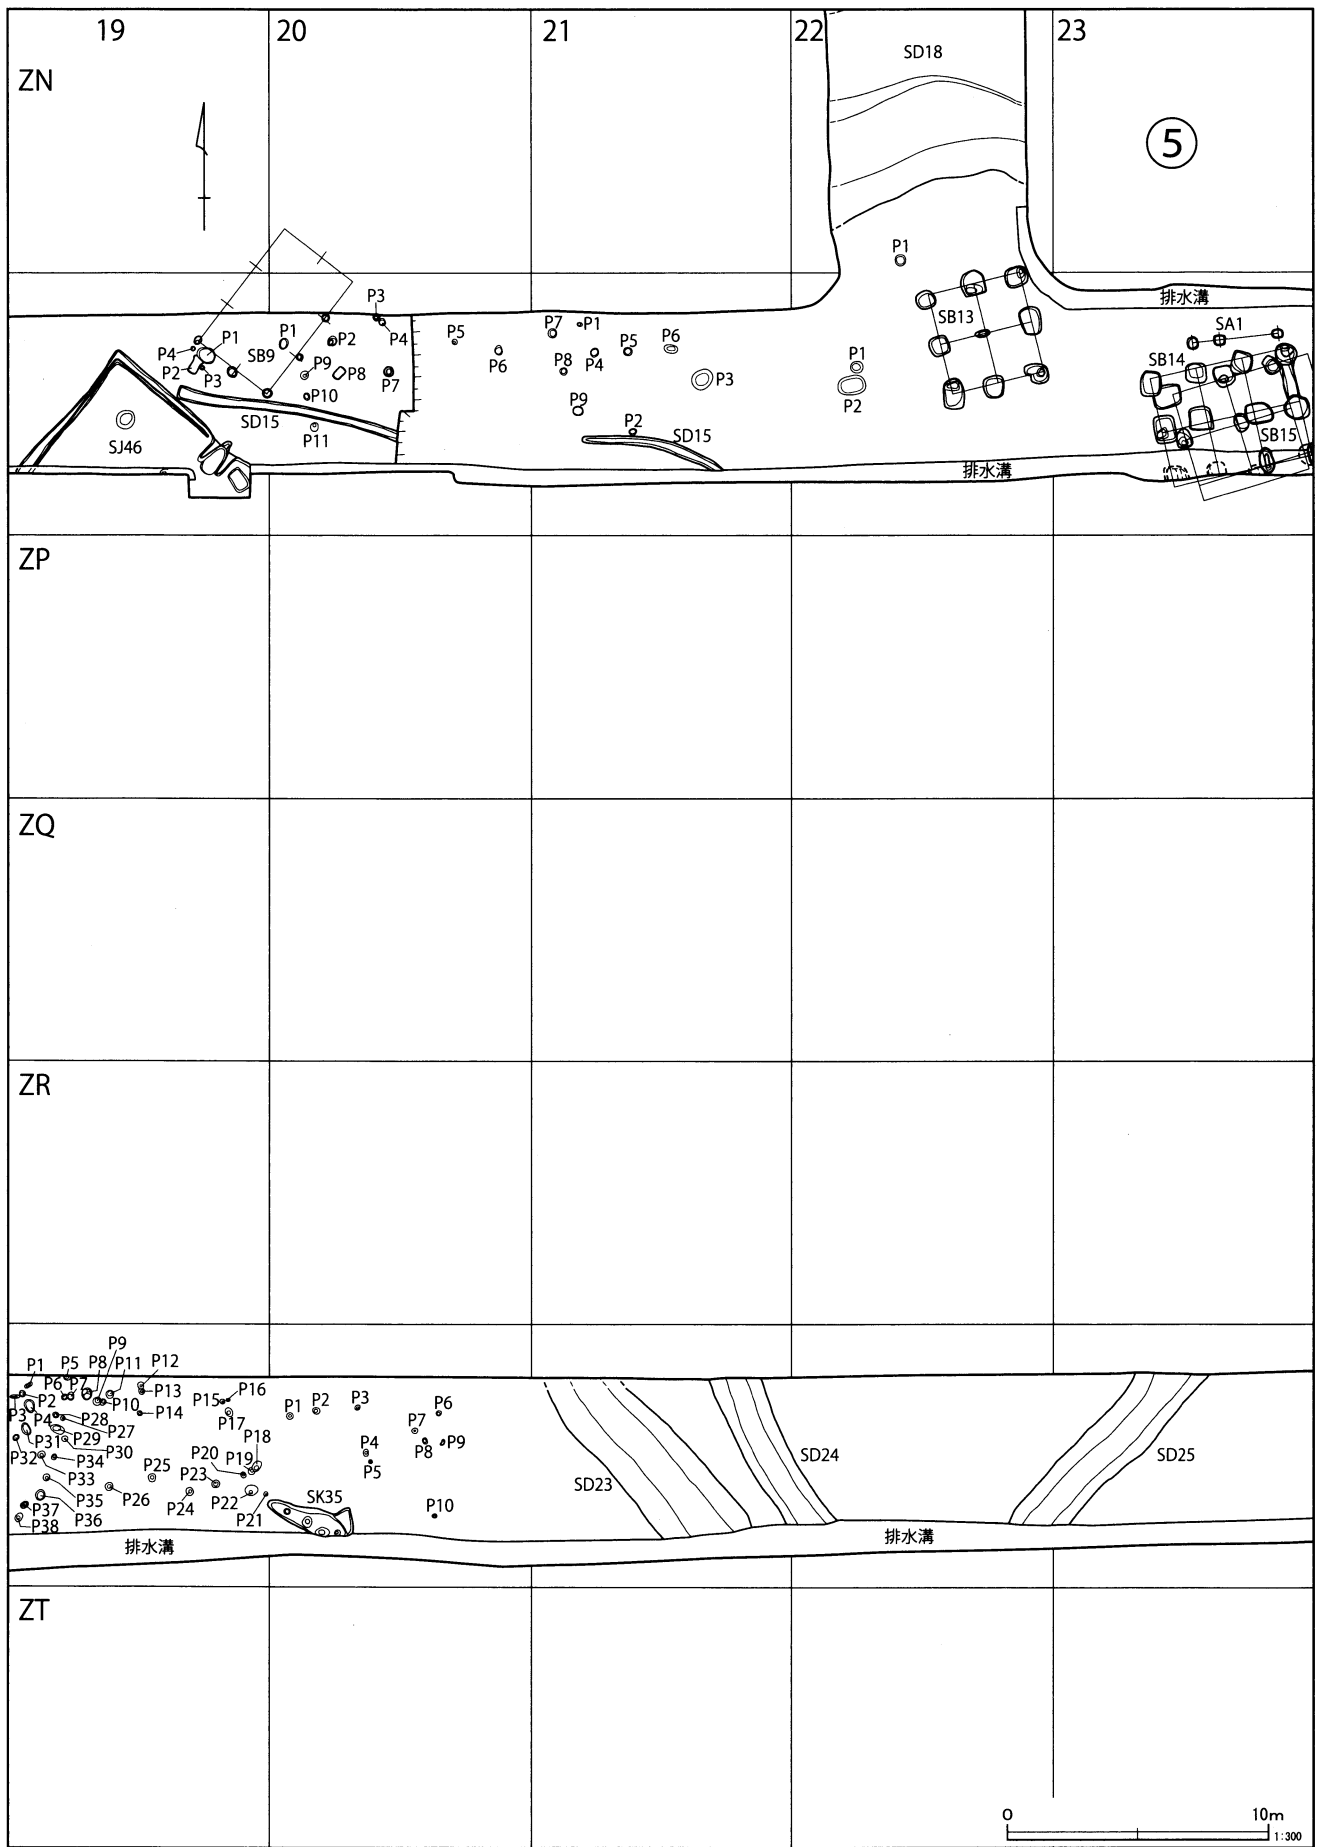 19
20
21
22
23
ZN
SD18
5
P1
排水溝
P3
P4
P1
P1
P2
P4
SB9
P2
P3
P9
P8
P7
P10
SD15
P11
SJ46
P5
P6
P7
P1
P8
P4
P5
P6
P3
P9
P2
SD15
P1
P2
SB13
SA1
SB14
SB15
排水溝
ZP
ZQ
ZR
P9
P1
P5
P8
P11
P12
P6
P7
P13
P2
P10
P14
P3
P4
P28
P27
P31
P29
P32
P30
P34
P33
P35
P26
P25
P37
P36
P38
P15
P16
P17
P18
P20
P19
P23
P24
P22
P21
P1
P2
P3
P4
P5
P6
P7
P8
P9
P10
SK35
SD23
SD24
SD25
排水溝
排水溝
ZT
0 10m
1:300